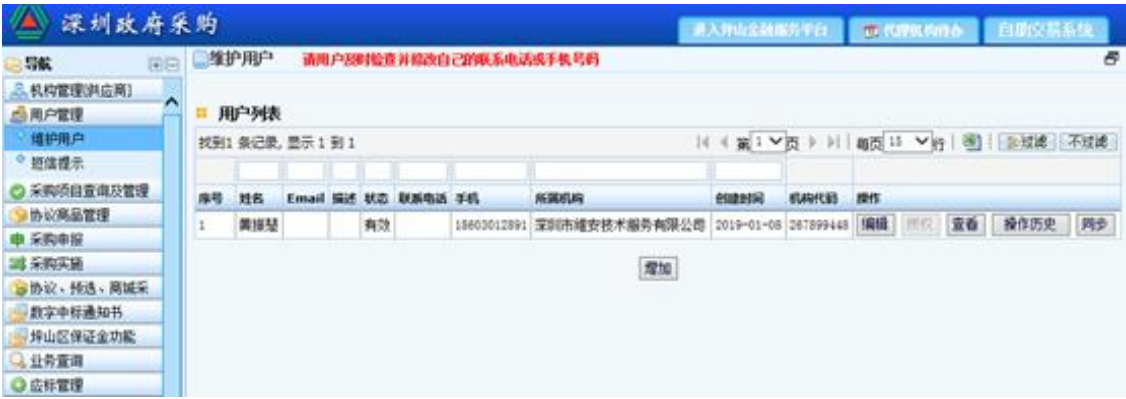 深圳政府采购
进入坪山金融服务平台
自助交易系统
导航
维护用户 请用户及时检查并修改自己的联系电话或手机号码
机构管理[供应商]
用户管理
维护用户
短信提示
采购项目查询及管理
协议商品管理
采购申报
采购实施
协议、预选、商城采
数字中标通知书
坪山区保证金功能
业务查询
应标管理
用户列表
找到1 条记录, 显示 1 到 1 第 1 页 每页 15 行 过滤 不过滤
序号 姓名 Email 描述 状态 联系电话 手机 所属机构 创建时间 机构代码 操作
1 有效 18603012891 深圳市维安技术服务有限公司 2019-01-08 267899448 编辑 授权 查看 操作历史 同步
增加